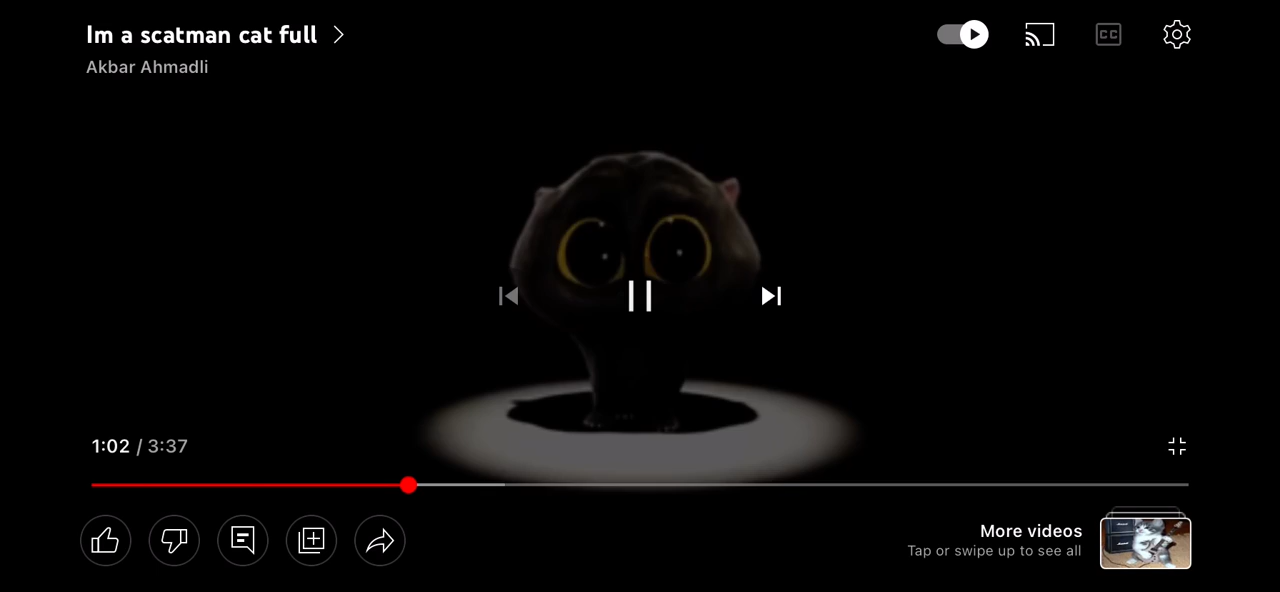 Im a scatman cat full
Akbar Ahmadli
CC
1:02 / 3:37
More videos
Tap or swipe up to see all